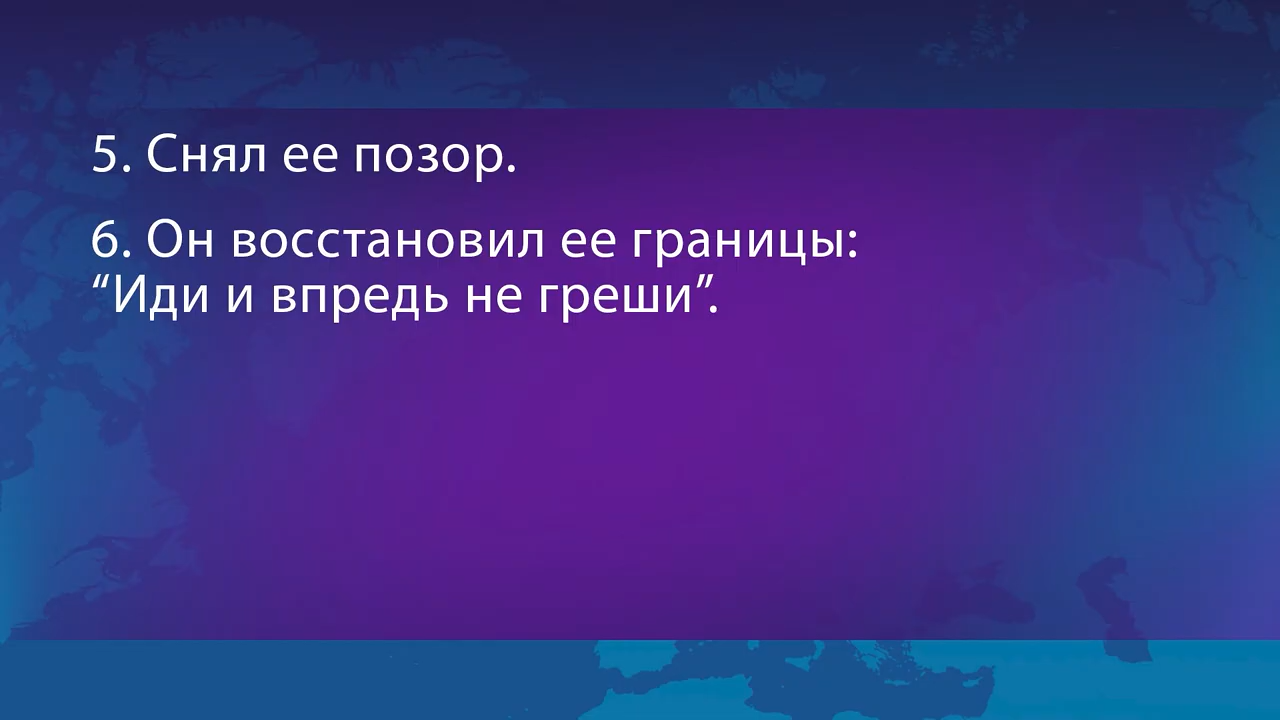 5. Снял ее позор.
6. Он восстановил ее границы:
“Иди и впредь не греши”.